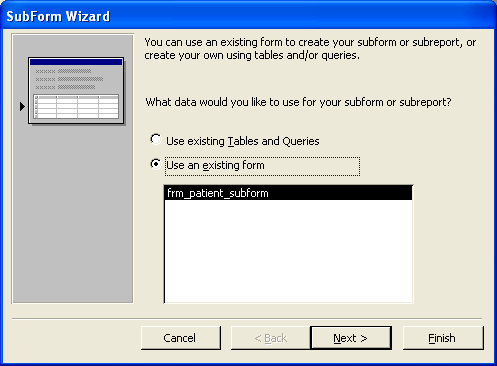 SubForm Wizard
You can use an existing form to create your subform or subreport, or
create your own using tables and/or queries.
What data would you like to use for your subform or subreport?
Use existing Tables and Queries
Use an existing form
frm_patient_subform
Cancel
< Back
Next >
Finish